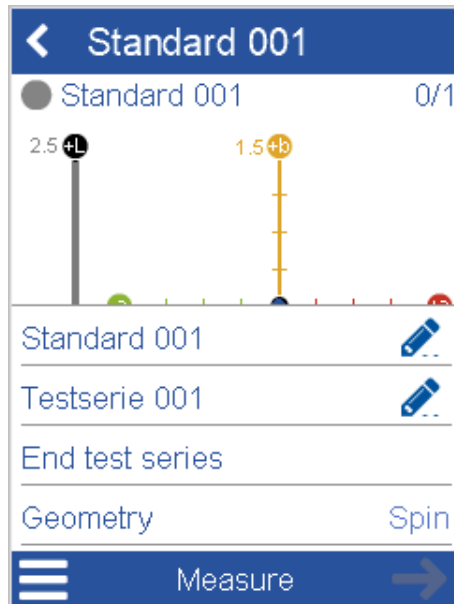 Standard 001
Standard 001 0/1
2.5 +L 1.5 +b
Standard 001
Testserie 001
End test series
Geometry Spin
Measure